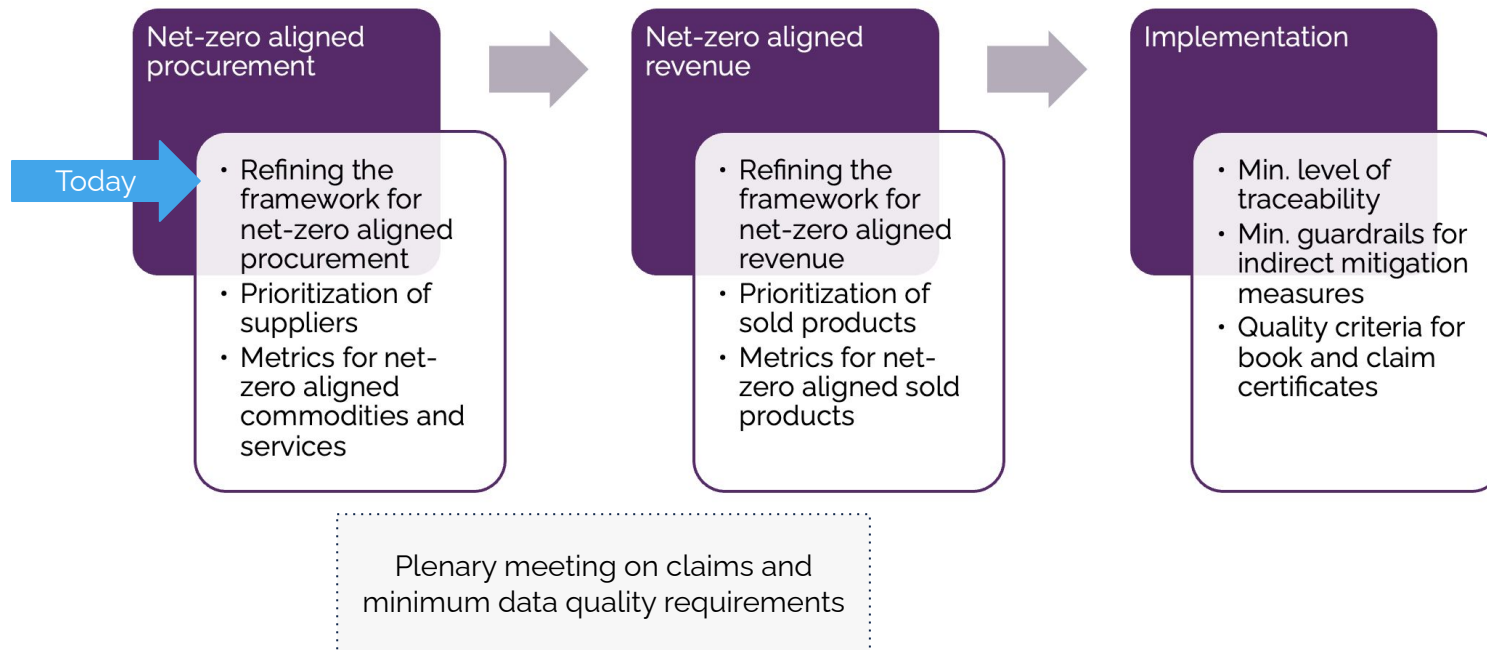 Net-zero aligned
procurement
Today
• Refining the
framework for
net-zero aligned
procurement
• Prioritization of
suppliers
• Metrics for net-
zero aligned
commodities and
services
Net-zero aligned
revenue
• Refining the
framework for
net-zero aligned
revenue
• Prioritization of
sold products
• Metrics for net-
zero aligned sold
products
Implementation
• Min. level of
traceability
• Min. guardrails for
indirect mitigation
measures
• Quality criteria for
book and claim
certificates
Plenary meeting on claims and
minimum data quality requirements